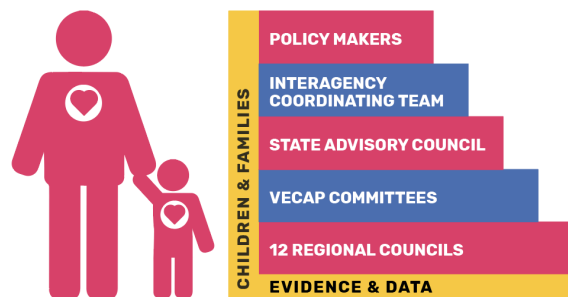 CHILDREN & FAMILIES
POLICY MAKERS
INTERAGENCY
COORDINATING TEAM
STATE ADVISORY COUNCIL
VECAP COMMITTEES
12 REGIONAL COUNCILS
EVIDENCE & DATA